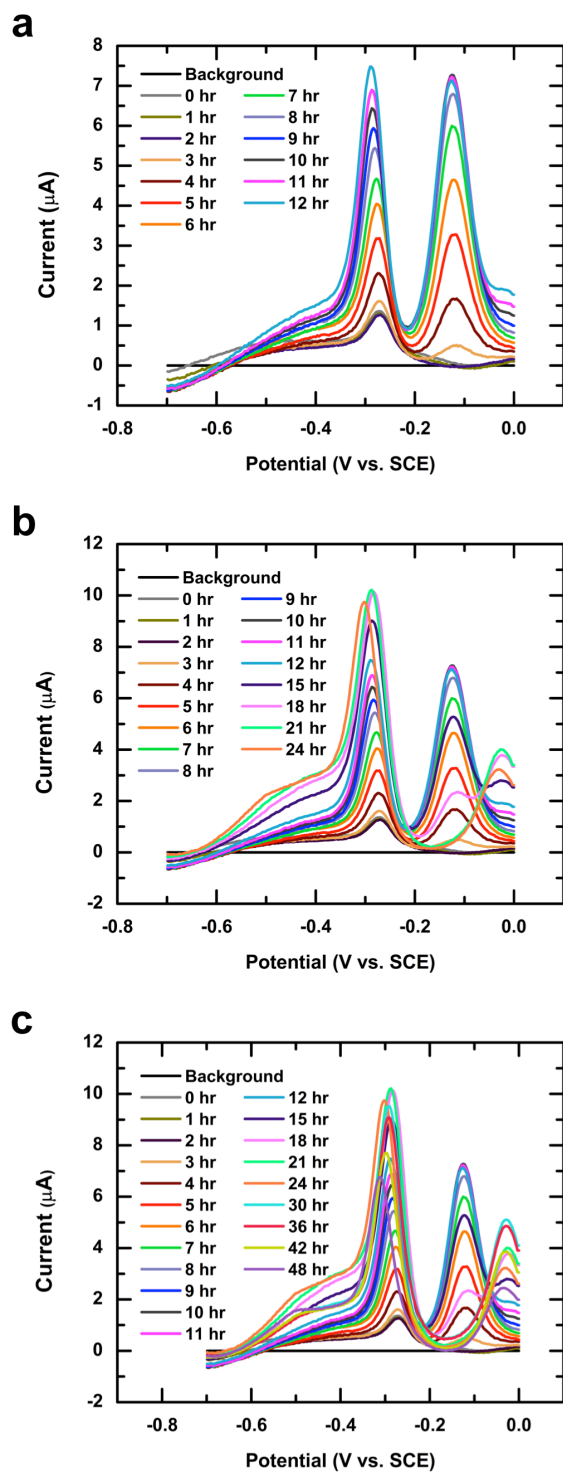 a
8
7
6
5
4
3
2
1
0
-1
Current (μA)
Background
0 hr 7 hr
1 hr 8 hr
2 hr 9 hr
3 hr 10 hr
4 hr 11 hr
5 hr 12 hr
6 hr
-0.8 -0.6 -0.4 -0.2 0.0
Potential (V vs. SCE)
b
12
10
8
6
4
2
0
-2
Current (μA)
Background
0 hr 9 hr
1 hr 10 hr
2 hr 11 hr
3 hr 12 hr
4 hr 15 hr
5 hr 18 hr
6 hr 21 hr
7 hr 24 hr
8 hr
-0.8 -0.6 -0.4 -0.2 0.0
Potential (V vs. SCE)
c
12
10
8
6
4
2
0
-2
Current (μA)
Background
0 hr 12 hr
1 hr 15 hr
2 hr 18 hr
3 hr 21 hr
4 hr 24 hr
5 hr 30 hr
6 hr 36 hr
7 hr 42 hr
8 hr 48 hr
9 hr
10 hr
11 hr
-0.8 -0.6 -0.4 -0.2 0.0
Potential (V vs. SCE)